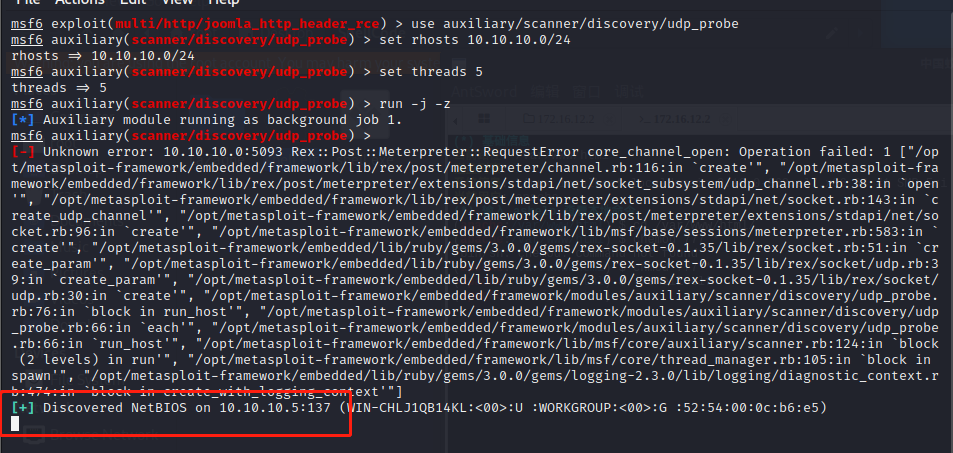 File Actions Edit View Help
msf6 exploit(multi/http/joomla_http_header_rce) > use auxiliary/scanner/discovery/udp_probe
msf6 auxiliary(scanner/discovery/udp_probe) > set rhosts 10.10.10.0/24
rhosts => 10.10.10.0/24
msf6 auxiliary(scanner/discovery/udp_probe) > set threads 5
threads => 5
msf6 auxiliary(scanner/discovery/udp_probe) > run -j -z
[*] Auxiliary module running as background job 1.
msf6 auxiliary(scanner/discovery/udp_probe) >
[-] Unknown error: 10.10.10.0:5093 Rex::Post::Meterpreter::RequestError core_channel_open: Operation failed: 1 ["/op
t/metasploit-framework/embedded/framework/lib/rex/post/meterpreter/channel.rb:116:in `create'", "/opt/metasploit-fra
mework/embedded/framework/lib/rex/post/meterpreter/extensions/stdapi/net/socket_subsystem/udp_channel.rb:38:in `open
'", "/opt/metasploit-framework/embedded/framework/lib/rex/post/meterpreter/extensions/stdapi/net/socket.rb:143:in `c
reate_udp_channel'", "/opt/metasploit-framework/embedded/framework/lib/rex/post/meterpreter/extensions/stdapi/net/so
cket.rb:96:in `create'", "/opt/metasploit-framework/embedded/framework/lib/msf/base/sessions/meterpreter.rb:583:in `
create'", "/opt/metasploit-framework/embedded/lib/ruby/gems/3.0.0/gems/rex-socket-0.1.35/lib/rex/socket.rb:51:in `cr
eate_param'", "/opt/metasploit-framework/embedded/lib/ruby/gems/3.0.0/gems/rex-socket-0.1.35/lib/rex/socket/udp.rb:3
9:in `create_param'", "/opt/metasploit-framework/embedded/lib/ruby/gems/3.0.0/gems/rex-socket-0.1.35/lib/rex/socket/
udp.rb:30:in `create'", "/opt/metasploit-framework/embedded/framework/modules/auxiliary/scanner/discovery/udp_probe.
rb:76:in `block in run_host'", "/opt/metasploit-framework/embedded/framework/modules/auxiliary/scanner/discovery/udp
_probe.rb:66:in `each'", "/opt/metasploit-framework/embedded/framework/modules/auxiliary/scanner/discovery/udp_probe
.rb:66:in `run_host'", "/opt/metasploit-framework/embedded/framework/lib/msf/core/auxiliary/scanner.rb:124:in `block
(2 levels) in run'", "/opt/metasploit-framework/embedded/framework/lib/msf/core/thread_manager.rb:105:in `block in
spawn'", "/opt/metasploit-framework/embedded/lib/ruby/gems/3.0.0/gems/logging-2.3.0/lib/logging/diagnostic_context.r
b:474:in `block in create_with_logging_context'"]
[+] Discovered NetBIOS on 10.10.10.5:137 (WIN-CHLJ1QB14KL:<00>:U :WORKGROUP:<00>:G :52:54:00:0c:b6:e5)